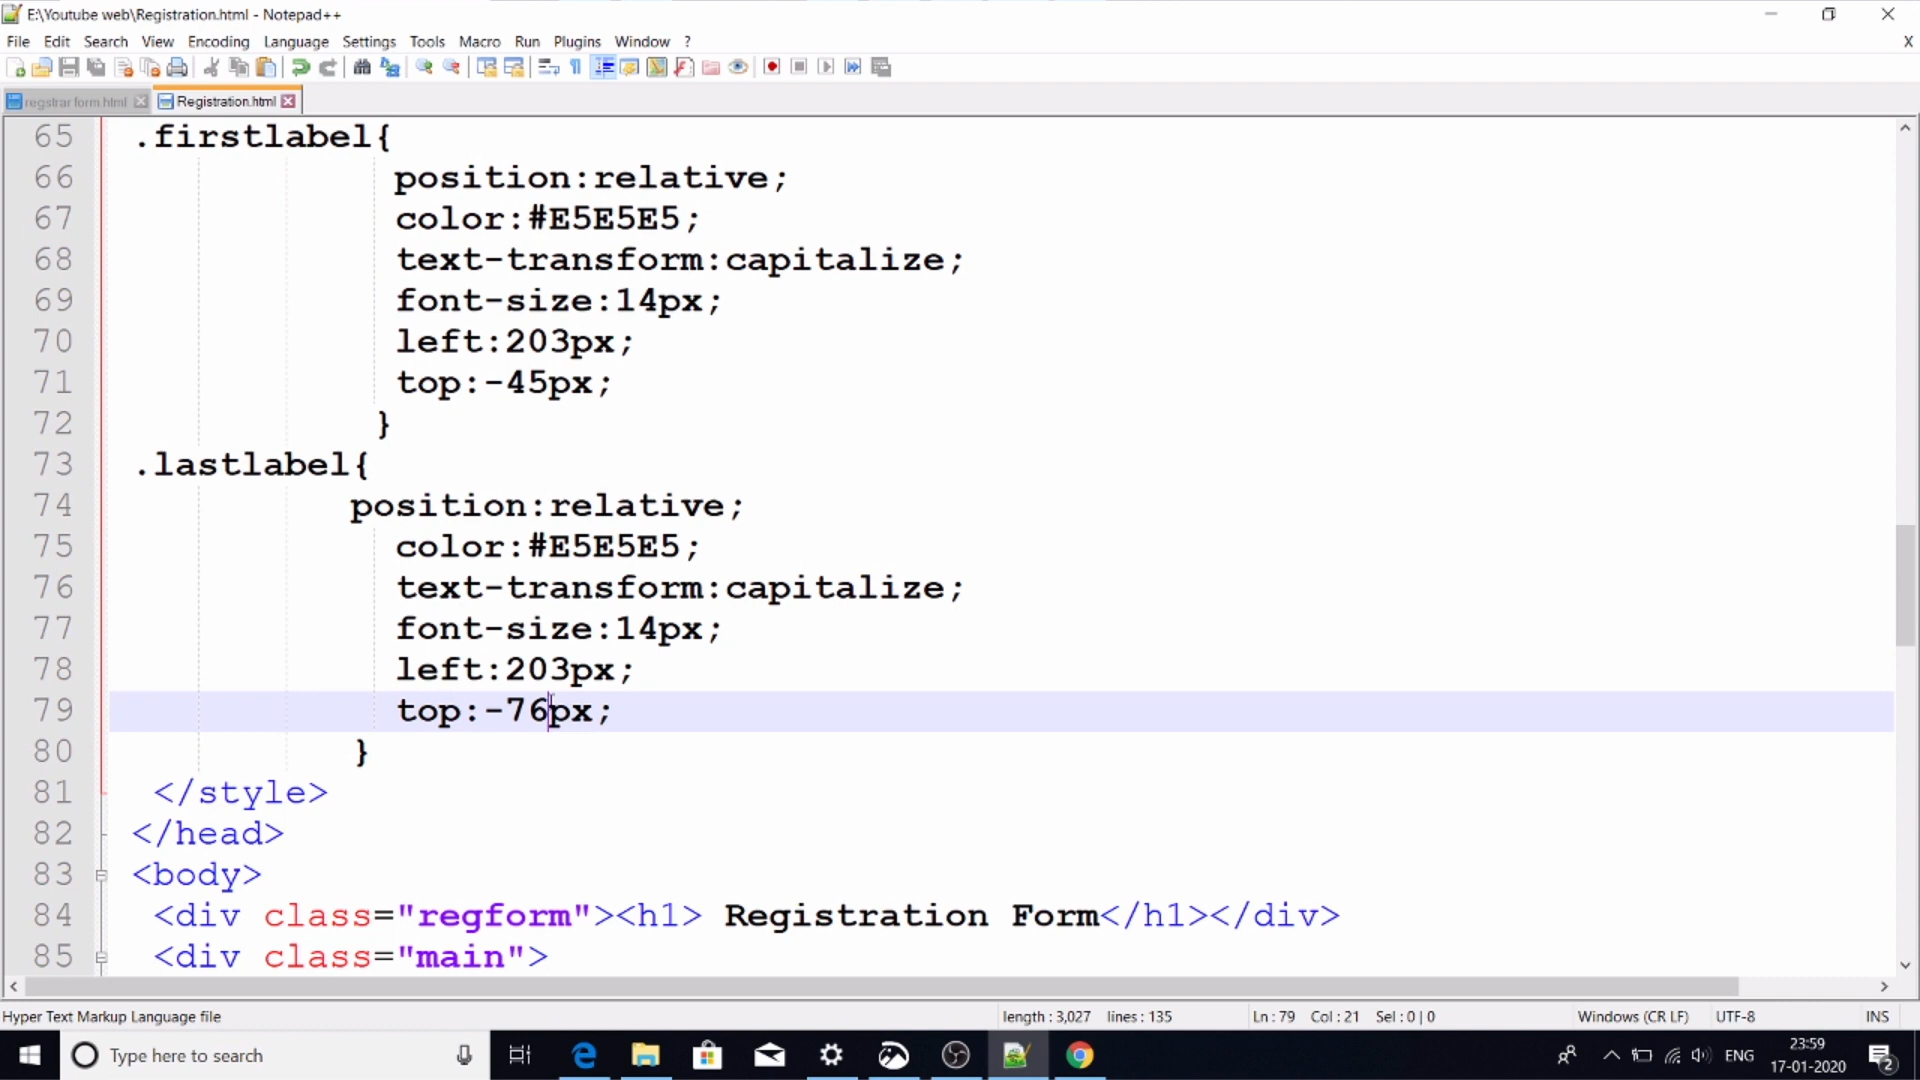 E:\Youtube web\Registration.html - Notepad++
File Edit Search View Encoding Language Settings Tools Macro Run Plugins Window ? X
regstrar form.html Registration.html
65 .firstlabel{
66 position:relative;
67 color:#E5E5E5;
68 text-transform:capitalize;
69 font-size:14px;
70 left:203px;
71 top:-45px;
72 }
73 .lastlabel{
74 position:relative;
75 color:#E5E5E5;
76 text-transform:capitalize;
77 font-size:14px;
78 left:203px;
79 top:-76px;
80 }
81 </style>
82 </head>
83 <body>
84 <div class="regform"><h1> Registration Form</h1></div>
85 <div class="main">
Hyper Text Markup Language file length : 3,027 lines : 135 Ln : 79 Col : 21 Sel : 0 | 0 Windows (CR LF) UTF-8 INS
Type here to search ENG 23:59
17-01-2020 2